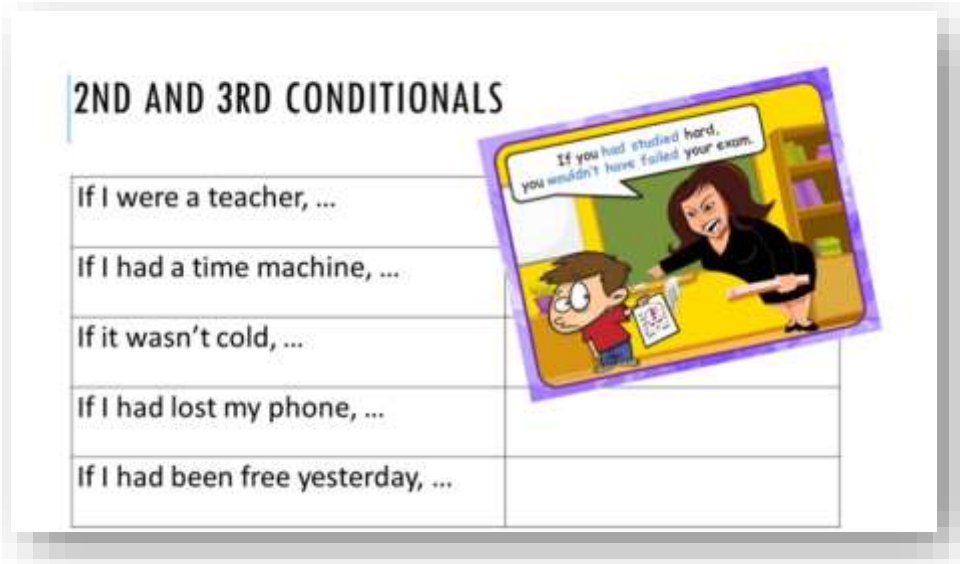 2ND AND 3RD CONDITIONALS
If you had studied hard,
you wouldn't have failed your exam.
If I were a teacher, ...
If I had a time machine, ...
If it wasn't cold, ...
If I had lost my phone, ...
If I had been free yesterday, ...